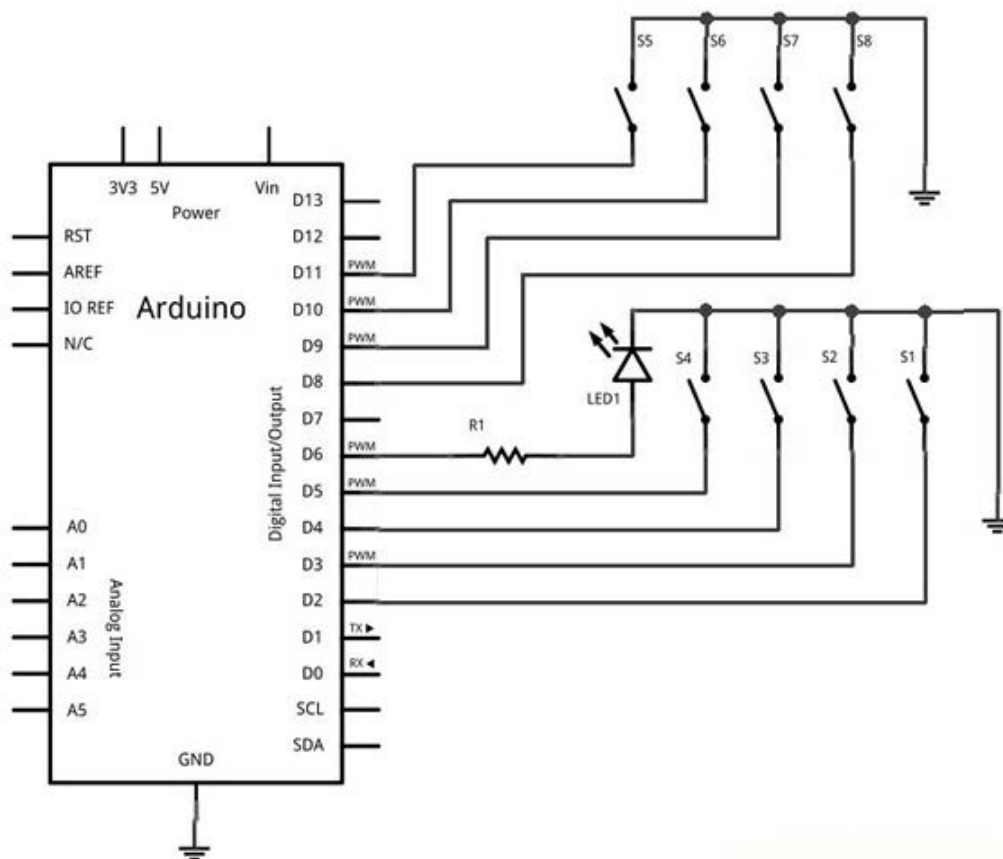 S5
S6
S7
S8
3V3
5V
Vin
Power
D13
RST
D12
AREF
D11
PWM
IO REF
Arduino
D10
PWM
N/C
D9
PWM
D8
S4
S3
S2
S1
LED1
D7
R1
Digital Input/Output
D6
PWM
D5
PWM
A0
D4
A1
D3
PWM
A2
D2
Analog Input
A3
D1
TX ▶
A4
D0
RX ◀
A5
SCL
SDA
GND